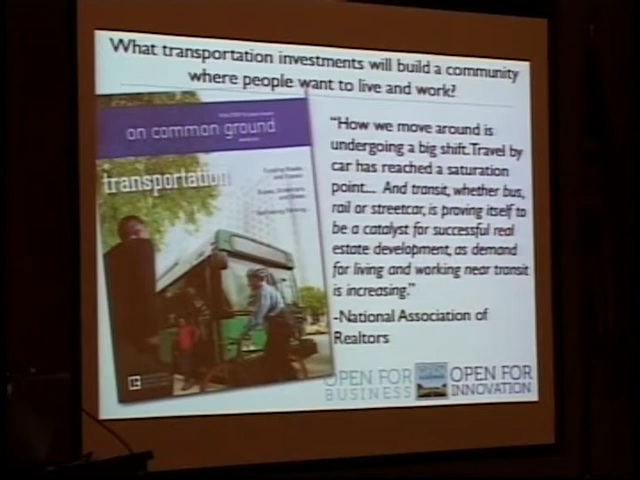 What transportation investments will build a community
where people want to live and work?
on common ground
transportation
"How we move around is
undergoing a big shift. Travel by
car has reached a saturation
point... And transit, whether bus,
rail or streetcar, is proving itself to
be a catalyst for successful real
estate development, as demand
for living and working near transit
is increasing."
-National Association of
Realtors
OPEN FOR
BUSINESS
OPEN FOR
INNOVATION